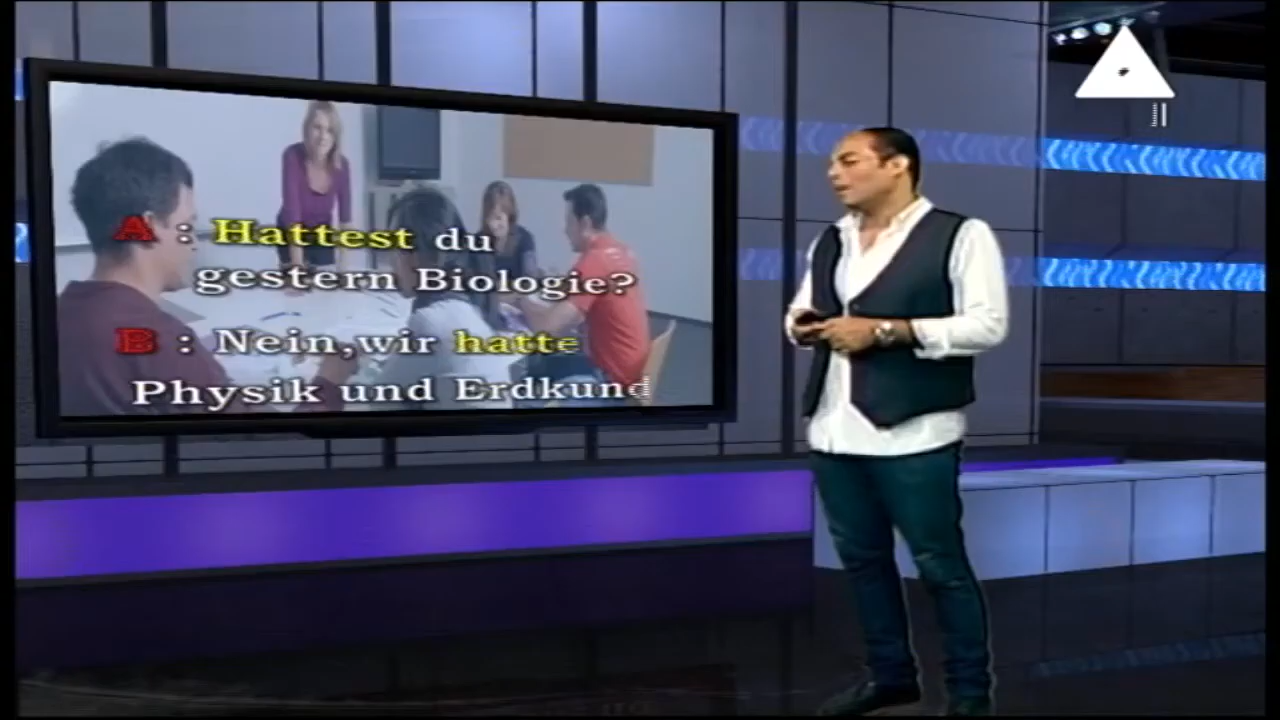 A : Hattest du
gestern Biologie?
B : Nein,wir hatte
Physik und Erdkund